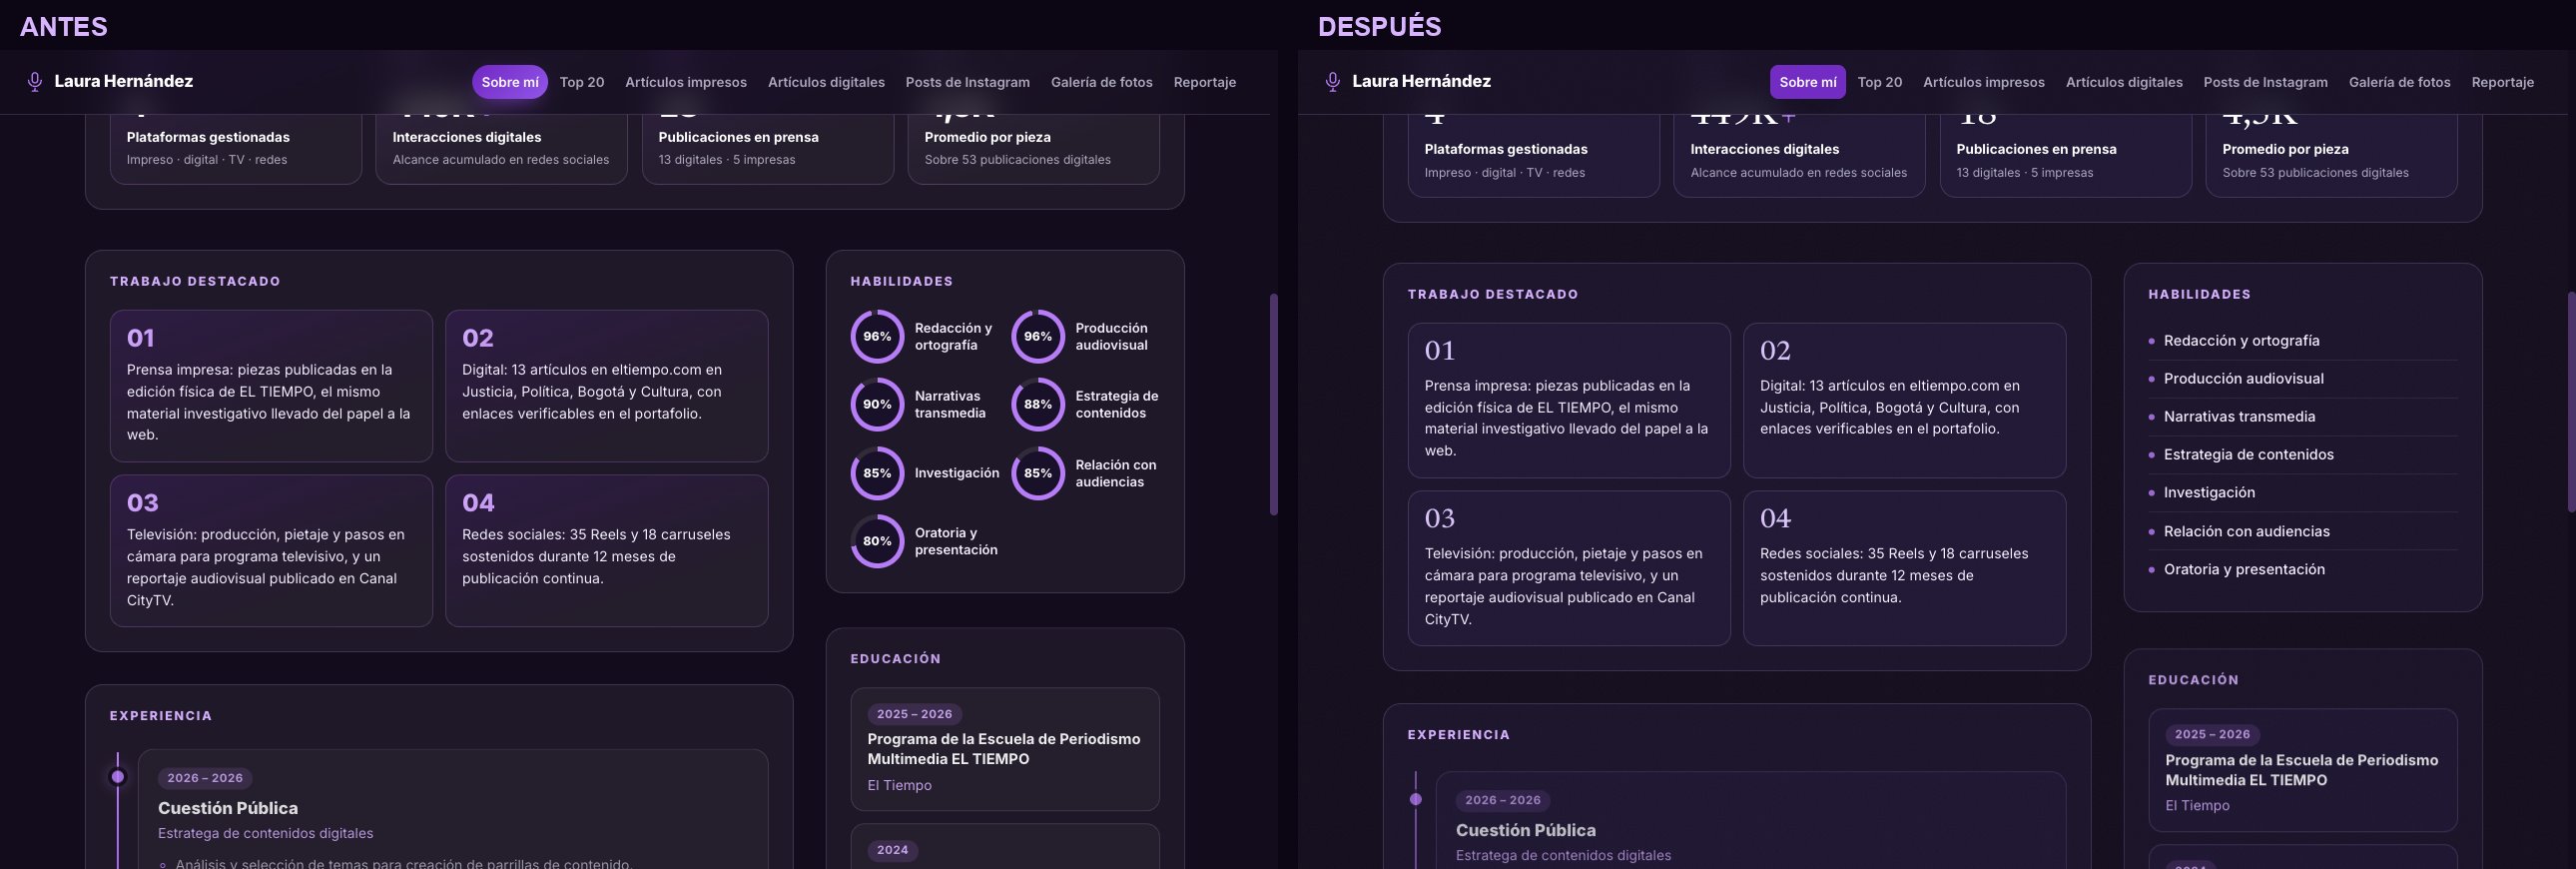 ANTES
Laura Hernández
Sobre mí
Top 20
Artículos impresos
Artículos digitales
Posts de Instagram
Galería de fotos
Reportaje
Plataformas gestionadas
Impreso · digital · TV · redes
Interacciones digitales
Alcance acumulado en redes sociales
Publicaciones en prensa
13 digitales · 5 impresas
Promedio por pieza
Sobre 53 publicaciones digitales
TRABAJO DESTACADO
01
Prensa impresa: piezas publicadas en la
edición física de EL TIEMPO, el mismo
material investigativo llevado del papel a la
web.
02
Digital: 13 artículos en eltiempo.com en
Justicia, Política, Bogotá y Cultura, con
enlaces verificables en el portafolio.
03
Televisión: producción, pietaje y pasos en
cámara para programa televisivo, y un
reportaje audiovisual publicado en Canal
CityTV.
04
Redes sociales: 35 Reels y 18 carruseles
sostenidos durante 12 meses de
publicación continua.
HABILIDADES
96%
Redacción y
ortografía
96%
Producción
audiovisual
90%
Narrativas
transmedia
88%
Estrategia de
contenidos
85%
Investigación
85%
Relación con
audiencias
80%
Oratoria y
presentación
EXPERIENCIA
2026 – 2026
Cuestión Pública
Estratega de contenidos digitales
Análisis y selección de temas para creación de parrillas de contenido.
EDUCACIÓN
2025 – 2026
Programa de la Escuela de Periodismo
Multimedia EL TIEMPO
El Tiempo
2024
DESPUÉS
Laura Hernández
Sobre mí
Top 20
Artículos impresos
Artículos digitales
Posts de Instagram
Galería de fotos
Reportaje
4
Plataformas gestionadas
Impreso · digital · TV · redes
449K+
Interacciones digitales
Alcance acumulado en redes sociales
18
Publicaciones en prensa
13 digitales · 5 impresas
Promedio por pieza
Sobre 53 publicaciones digitales
TRABAJO DESTACADO
01
Prensa impresa: piezas publicadas en la
edición física de EL TIEMPO, el mismo
material investigativo llevado del papel a la
web.
02
Digital: 13 artículos en eltiempo.com en
Justicia, Política, Bogotá y Cultura, con
enlaces verificables en el portafolio.
03
Televisión: producción, pietaje y pasos en
cámara para programa televisivo, y un
reportaje audiovisual publicado en Canal
CityTV.
04
Redes sociales: 35 Reels y 18 carruseles
sostenidos durante 12 meses de
publicación continua.
HABILIDADES
Redacción y ortografía
Producción audiovisual
Narrativas transmedia
Estrategia de contenidos
Investigación
Relación con audiencias
Oratoria y presentación
EXPERIENCIA
2026 – 2026
Cuestión Pública
Estratega de contenidos digitales
EDUCACIÓN
2025 – 2026
Programa de la Escuela de Periodismo
Multimedia EL TIEMPO
El Tiempo